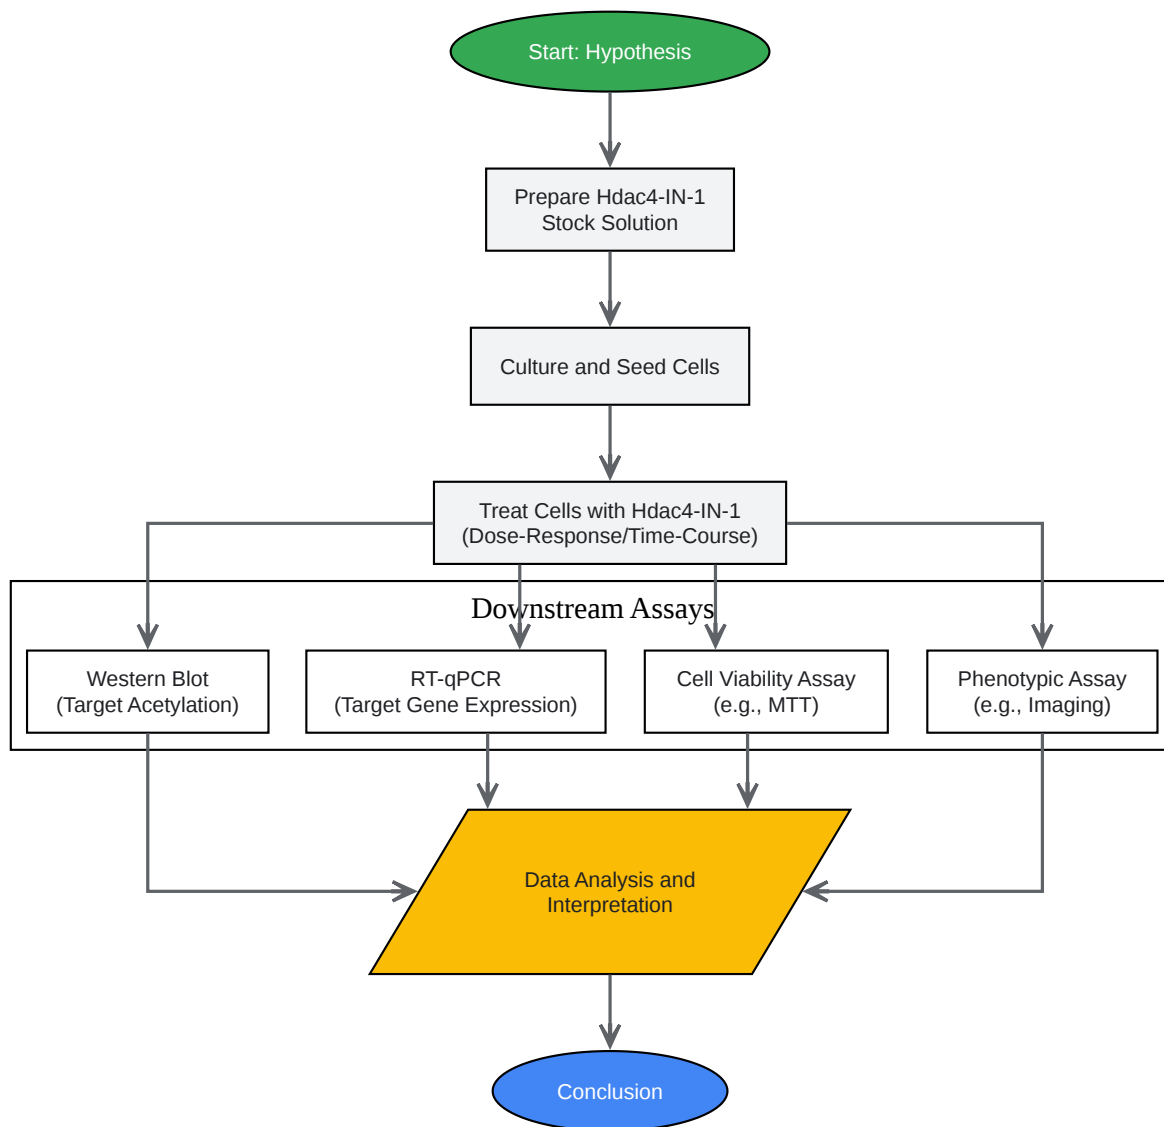 Start: Hypothesis
Prepare Hdac4-IN-1
Stock Solution
Culture and Seed Cells
Treat Cells with Hdac4-IN-1
(Dose-Response/Time-Course)
Downstream Assays
Western Blot
(Target Acetylation)
RT-qPCR
(Target Gene Expression)
Cell Viability Assay
(e.g., MTT)
Phenotypic Assay
(e.g., Imaging)
Data Analysis and
Interpretation
Conclusion